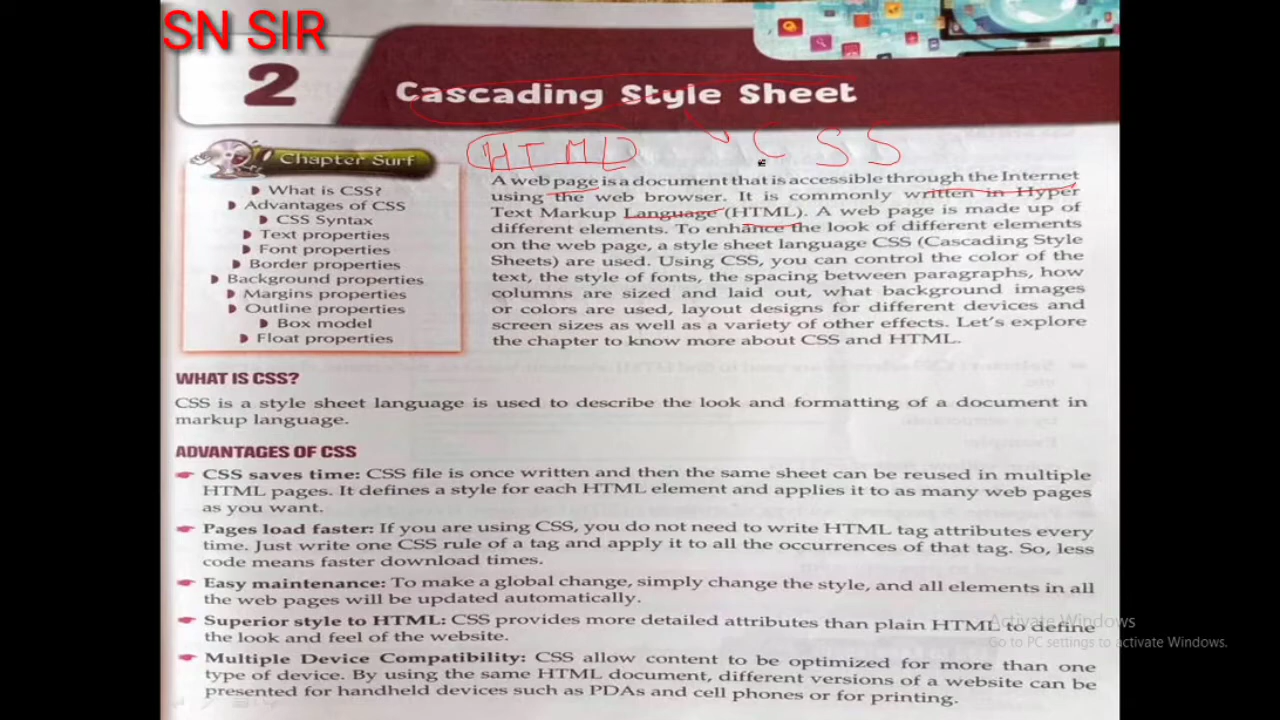 SN SIR
2
Cascading Style Sheet
HTML
CSS
Chapter Surf
What is CSS?
Advantages of CSS
CSS Syntax
Text properties
Font properties
Border properties
Background properties
Margins properties
Outline properties
Box model
Float properties
A web page is a document that is accessible through the Internet
using the web browser. It is commonly written in Hyper
Text Markup Language (HTML). A web page is made up of
different elements. To enhance the look of different elements
on the web page, a style sheet language CSS (Cascading Style
Sheets) are used. Using CSS, you can control the color of the
text, the style of fonts, the spacing between paragraphs, how
columns are sized and laid out, what background images
or colors are used, layout designs for different devices and
screen sizes as well as a variety of other effects. Let's explore
the chapter to know more about CSS and HTML.
WHAT IS CSS?
CSS is a style sheet language is used to describe the look and formatting of a document in
markup language.
ADVANTAGES OF CSS
CSS saves time: CSS file is once written and then the same sheet can be reused in multiple
HTML pages. It defines a style for each HTML element and applies it to as many web pages
as you want.
Pages load faster: If you are using CSS, you do not need to write HTML tag attributes every
time. Just write one CSS rule of a tag and apply it to all the occurrences of that tag. So, less
code means faster download times.
Easy maintenance: To make a global change, simply change the style, and all elements in all
the web pages will be updated automatically.
Superior style to HTML: CSS provides more detailed attributes than plain HTML to define
the look and feel of the website.
Multiple Device Compatibility: CSS allow content to be optimized for more than one
type of device. By using the same HTML document, different versions of a website can be
presented for handheld devices such as PDAs and cell phones or for printing.
Activate Windows
Go to PC settings to activate Windows.